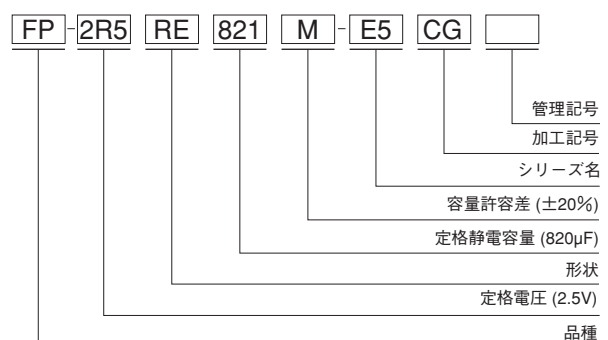 FP-2R5 RE 821 M-E5 CG
管理記号
加工記号
シリーズ名
容量許容差 (±20%)
定格静電容量 (820µF)
形状
定格電圧 (2.5V)
品種